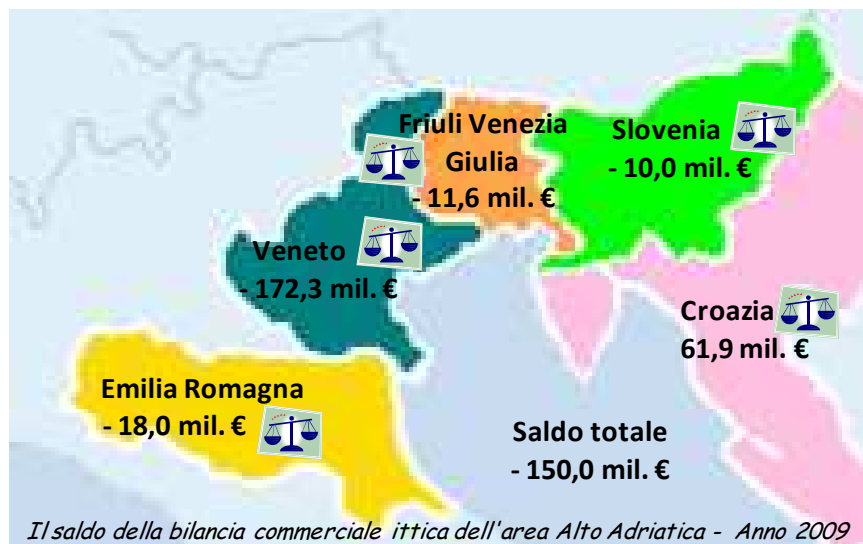 Friuli Venezia
Giulia
- 11,6 mil. €
Slovenia
- 10,0 mil. €
Veneto
- 172,3 mil. €
Croazia
61,9 mil. €
Emilia Romagna
- 18,0 mil. €
Saldo totale
- 150,0 mil. €
Il saldo della bilancia commerciale ittica dell'area Alto Adriatica - Anno 2009